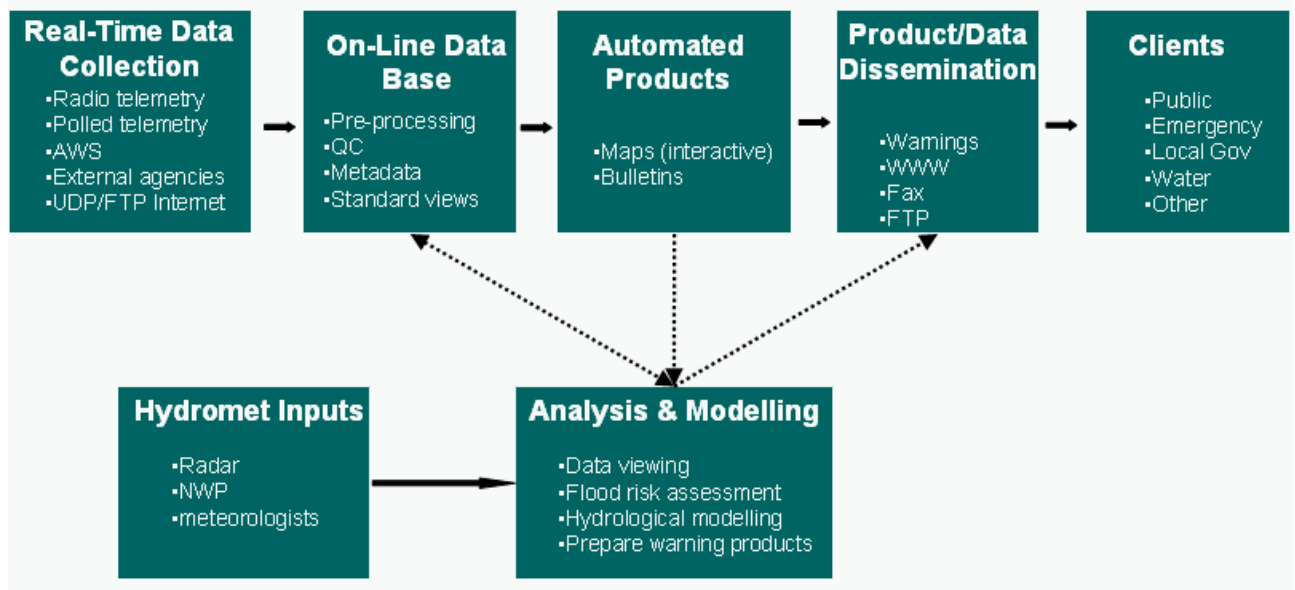 Real-Time Data
Collection
▪Radio telemetry
▪Polled telemetry
▪AWS
▪External agencies
▪UDP/FTP Internet
On-Line Data
Base
▪Pre-processing
▪QC
▪Metadata
▪Standard views
Automated
Products
▪Maps (interactive)
▪Bulletins
Product/Data
Dissemination
▪Warnings
▪WWW
▪Fax
▪FTP
Clients
▪Public
▪Emergency
▪Local Gov
▪Water
▪Other
Hydromet Inputs
▪Radar
▪NWP
▪meteorologists
Analysis & Modelling
▪Data viewing
▪Flood risk assessment
▪Hydrological modelling
▪Prepare warning products